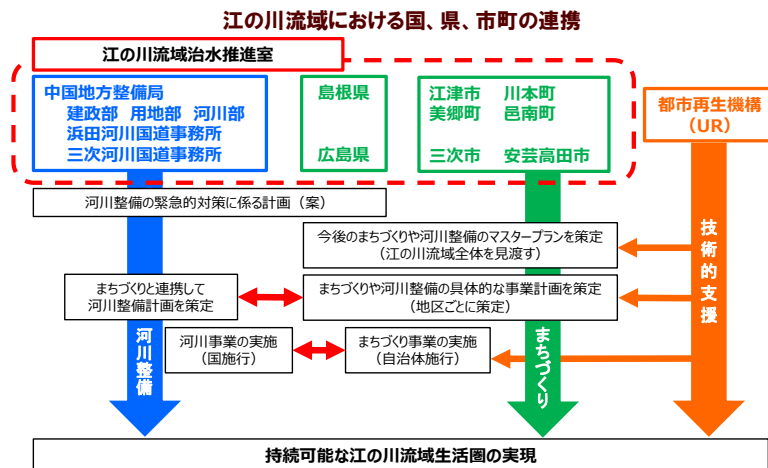 江の川流域における国、県、市町の連携
江の川流域治水推進室
中国地方整備局
建政部 用地部 河川部
浜田河川国道事務所
三次河川国道事務所
島根県
広島県
江津市 川本町
美郷町 邑南町
三次市 安芸高田市
都市再生機構
(UR)
河川整備の緊急的対策に係る計画(案)
今後のまちづくりや河川整備のマスタープランを策定
(江の川流域全体を見渡す)
まちづくりと連携して
河川整備計画を策定
まちづくりや河川整備の具体的な事業計画を策定
(地区ごとに策定)
河川事業の実施
(国施行)
まちづくり事業の実施
(自治体施行)
河川整備
まちづくり
技術的支援
持続可能な江の川流域生活圏の実現